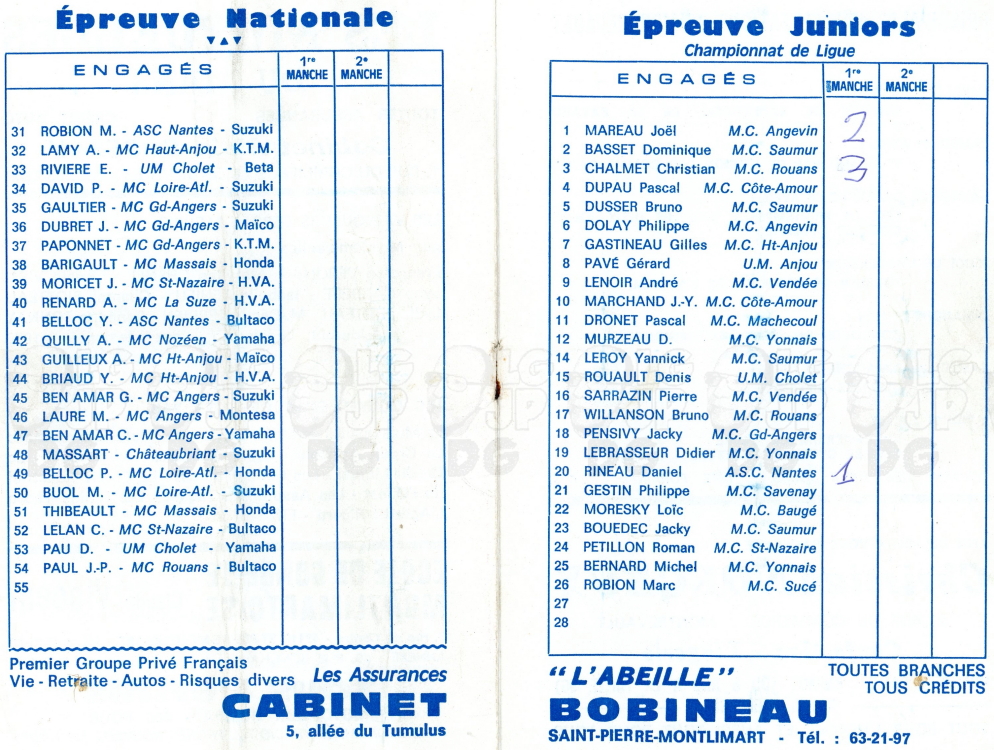 Épreuve Nationale
ENGAGÉS 1re MANCHE 2e MANCHE
31 ROBION M. - ASC Nantes - Suzuki
32 LAMY A. - MC Haut-Anjou - K.T.M.
33 RIVIERE E. - UM Cholet - Beta
34 DAVID P. - MC Loire-Atl. - Suzuki
35 GAULTIER - MC Gd-Angers - Suzuki
36 DUBRET J. - MC Gd-Angers - Maïco
37 PAPONNET - MC Gd-Angers - K.T.M.
38 BARIGAULT - MC Massais - Honda
39 MORICET J. - MC St-Nazaire - H.VA.
40 RENARD A. - MC La Suze - H.V.A.
41 BELLOC Y. - ASC Nantes - Bultaco
42 QUILLY A. - MC Nozéen - Yamaha
43 GUILLEUX A. - MC Ht-Anjou - Maïco
44 BRIAUD Y. - MC Ht-Anjou - H.V.A.
45 BEN AMAR G. - MC Angers - Suzuki
46 LAURE M. - MC Angers - Montesa
47 BEN AMAR C. - MC Angers - Yamaha
48 MASSART - Châteaubriant - Suzuki
49 BELLOC P. - MC Loire-Atl. - Honda
50 BUOL M. - MC Loire-Atl. - Suzuki
51 THIBEAULT - MC Massais - Honda
52 LELAN C. - MC St-Nazaire - Bultaco
53 PAU D. - UM Cholet - Yamaha
54 PAUL J.-P. - MC Rouans - Bultaco
55
Premier Groupe Privé Français
Vie - Retraite - Autos - Risques divers
Les Assurances
CABINET
5, allée du Tumulus
Épreuve Juniors
Championnat de Ligue
ENGAGÉS 1re MANCHE 2e MANCHE
1 MAREAU Joël M.C. Angevin 2
2 BASSET Dominique M.C. Saumur
3 CHALMET Christian M.C. Rouans 3
4 DUPAU Pascal M.C. Côte-Amour
5 DUSSER Bruno M.C. Saumur
6 DOLAY Philippe M.C. Angevin
7 GASTINEAU Gilles M.C. Ht-Anjou
8 PAVÉ Gérard U.M. Anjou
9 LENOIR André M.C. Vendée
10 MARCHAND J.-Y. M.C. Côte-Amour
11 DRONET Pascal M.C. Machecoul
12 MURZEAU D. M.C. Yonnais
14 LEROY Yannick M.C. Saumur
15 ROUAULT Denis U.M. Cholet
16 SARRAZIN Pierre M.C. Vendée
17 WILLANSON Bruno M.C. Rouans
18 PENSIVY Jacky M.C. Gd-Angers
19 LEBRASSEUR Didier M.C. Yonnais
20 RINEAU Daniel A.S.C. Nantes 1
21 GESTIN Philippe M.C. Savenay
22 MORESKY Loïc M.C. Baugé
23 BOUEDEC Jacky M.C. Saumur
24 PETILLON Roman M.C. St-Nazaire
25 BERNARD Michel M.C. Yonnais
26 ROBION Marc M.C. Sucé
27
28
"L'ABEILLE"
TOUTES BRANCHES
TOUS CRÉDITS
BOBINEAU
SAINT-PIERRE-MONTLIMART - Tél. : 63-21-97
LG
JP
DG